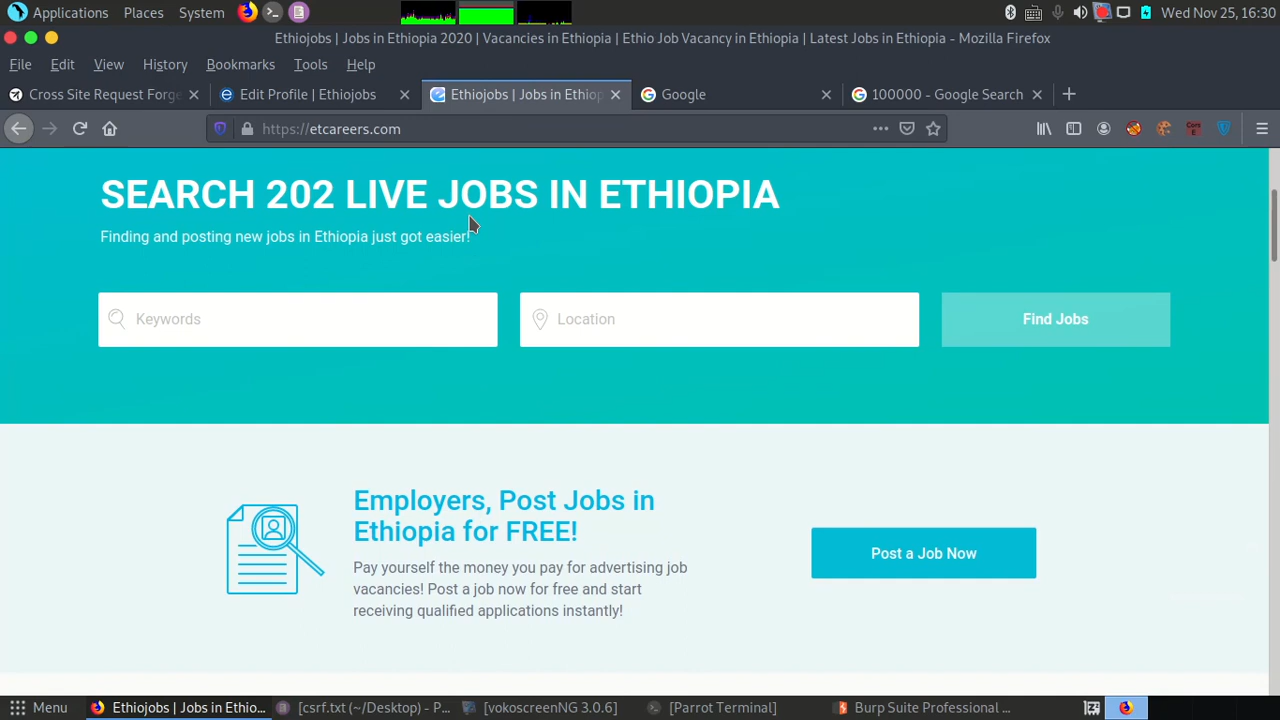 Applications Places System
Wed Nov 25, 16:30
Ethiojobs | Jobs in Ethiopia 2020 | Vacancies in Ethiopia | Ethio Job Vacancy in Ethiopia | Latest Jobs in Ethiopia - Mozilla Firefox
File Edit View History Bookmarks Tools Help
Cross Site Request Forge
Edit Profile | Ethiojobs
Ethiojobs | Jobs in Ethiop
Google
100000 - Google Search
https://etcareers.com
SEARCH 202 LIVE JOBS IN ETHIOPIA
Finding and posting new jobs in Ethiopia just got easier!
Keywords
Location
Find Jobs
Employers, Post Jobs in
Ethiopia for FREE!
Pay yourself the money you pay for advertising job
vacancies! Post a job now for free and start
receiving qualified applications instantly!
Post a Job Now
Menu
Ethiojobs | Jobs in Ethio...
[csrf.txt (~/Desktop) - P...
[vokoscreenNG 3.0.6]
[Parrot Terminal]
Burp Suite Professional ...